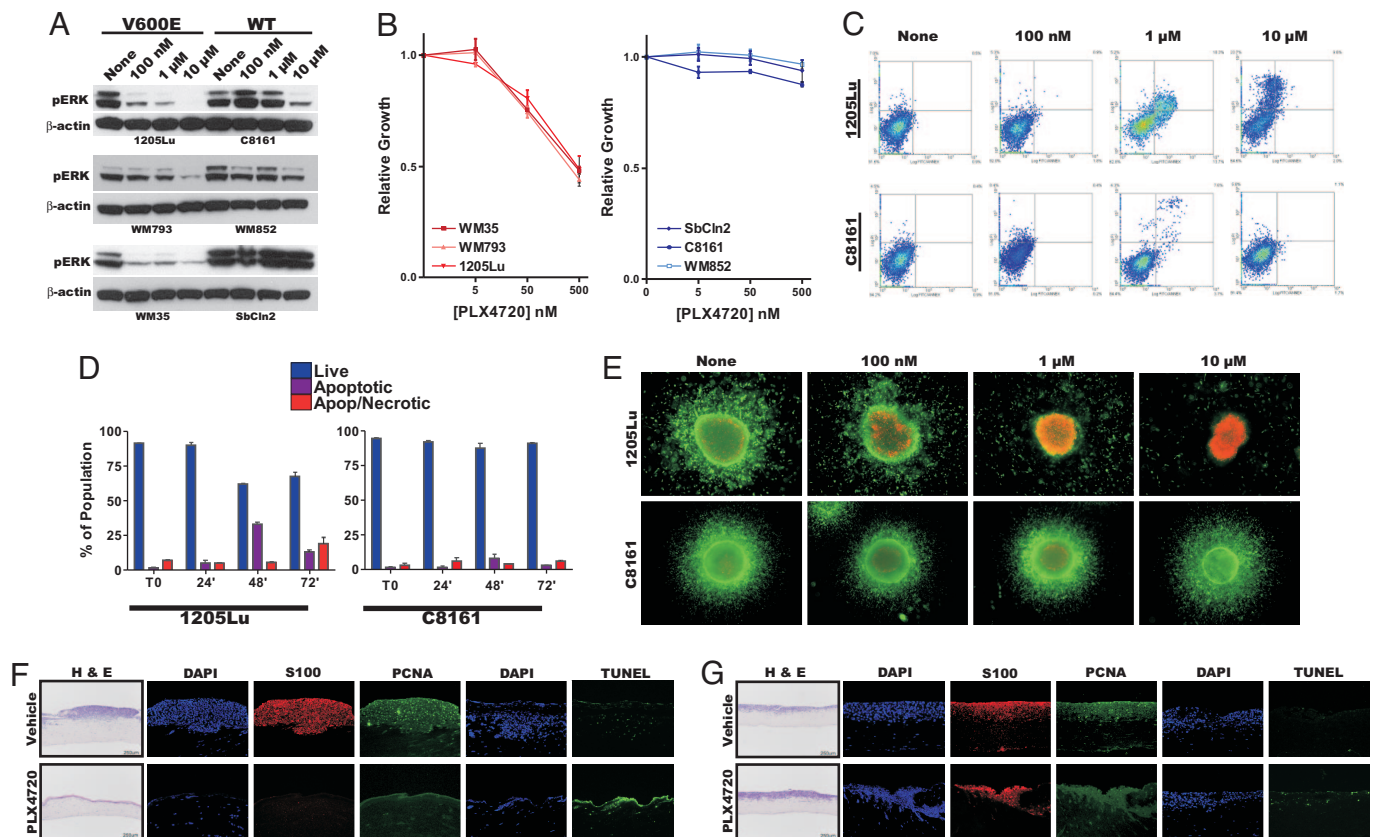 A
V600E WT
None 100 nM 1 µM 10 µM None 100 nM 1 µM 10 µM
pERK
β-actin
1205Lu C8161
pERK
β-actin
WM793 WM852
pERK
β-actin
WM35 SbCln2
B
Relative Growth
1.0
0.5
0.0
WM35
WM793
1205Lu
5 50 500
[PLX4720] nM
Relative Growth
1.0
0.5
0.0
SbCln2
C8161
WM852
0 5 50 500
[PLX4720] nM
C
None 100 nM 1 µM 10 µM
1205Lu
C8161
D
Live
Apoptotic
Apop/Necrotic
% of Population
100
75
50
25
0
T0 24' 48' 72'
1205Lu
100
75
50
25
0
T0 24' 48' 72'
C8161
E
None 100 nM 1 µM 10 µM
1205Lu
C8161
F
H & E DAPI S100 PCNA DAPI TUNEL
Vehicle
PLX4720
G
H & E DAPI S100 PCNA DAPI TUNEL
Vehicle
PLX4720